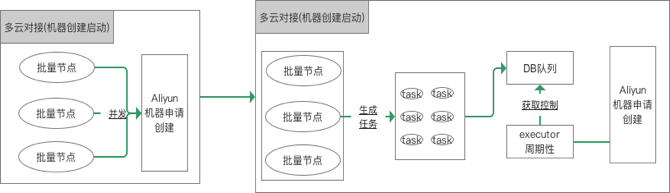 多云对接(机器创建启动)
批量节点
批量节点
批量节点
并发
Aliyun
机器申请
创建
多云对接(机器创建启动)
批量节点
批量节点
批量节点
生成
任务
task
task
task
task
task
task
DB队列
获取控制
executor
周期性
Aliyun
机器申请
创建